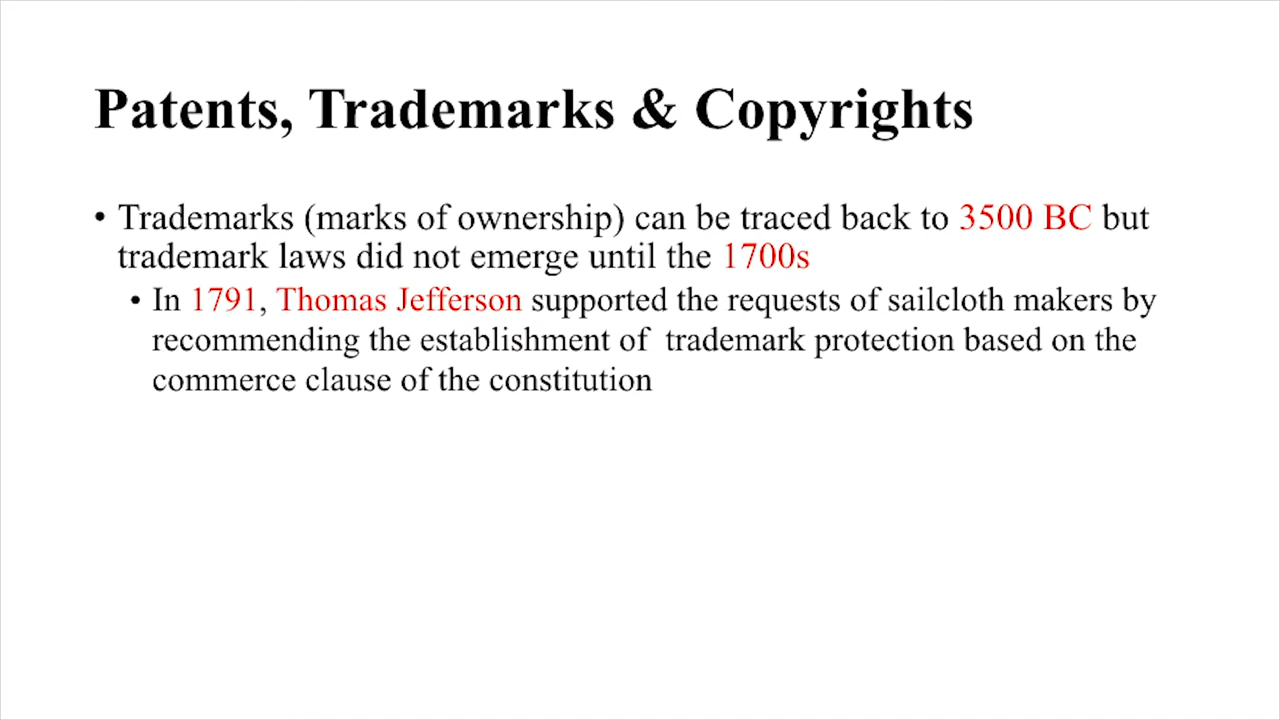 Patents, Trademarks & Copyrights
• Trademarks (marks of ownership) can be traced back to 3500 BC but
trademark laws did not emerge until the 1700s
• In 1791, Thomas Jefferson supported the requests of sailcloth makers by
recommending the establishment of  trademark protection based on the
commerce clause of the constitution